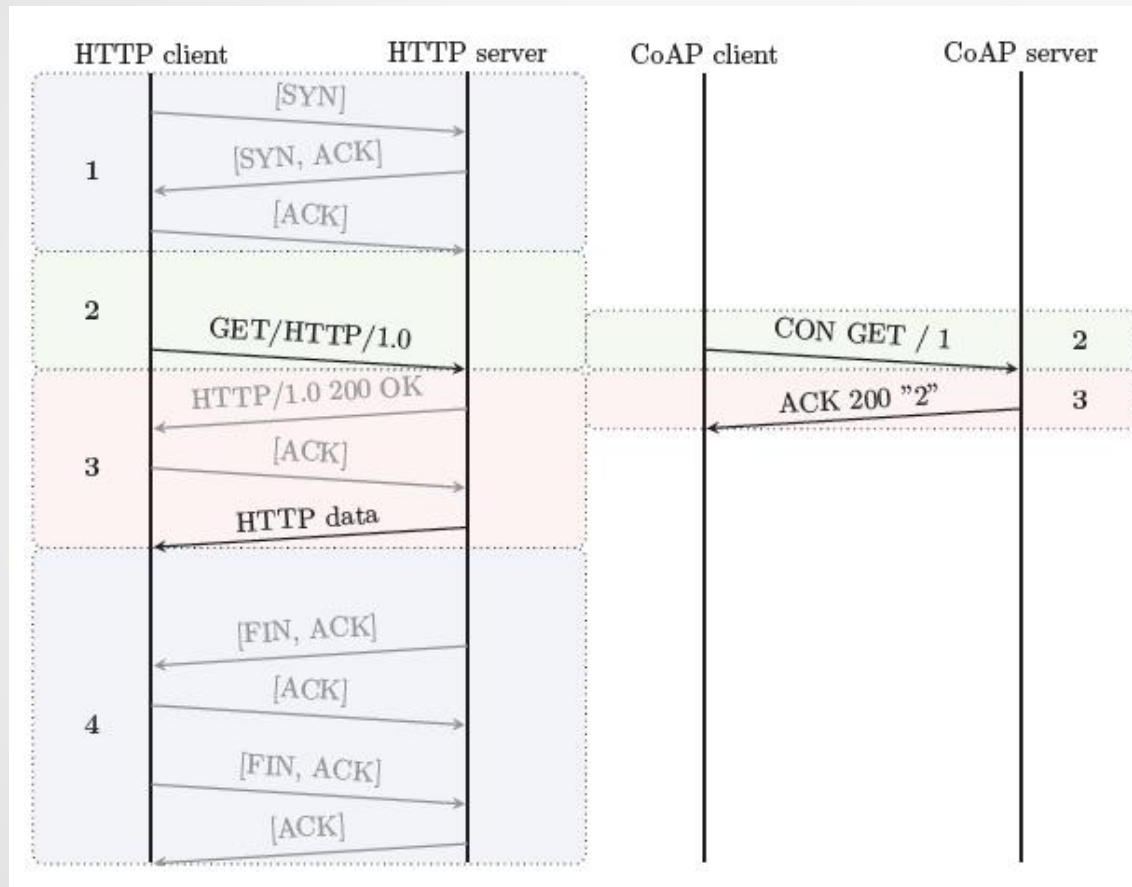 HTTP client HTTP server CoAP client CoAP server
[SYN]
[SYN, ACK]
1
[ACK]
2
GET/HTTP/1.0
CON GET / 1
2
HTTP/1.0 200 OK
ACK 200 ”2”
3
[ACK]
3
HTTP data
[FIN, ACK]
[ACK]
4
[FIN, ACK]
[ACK]